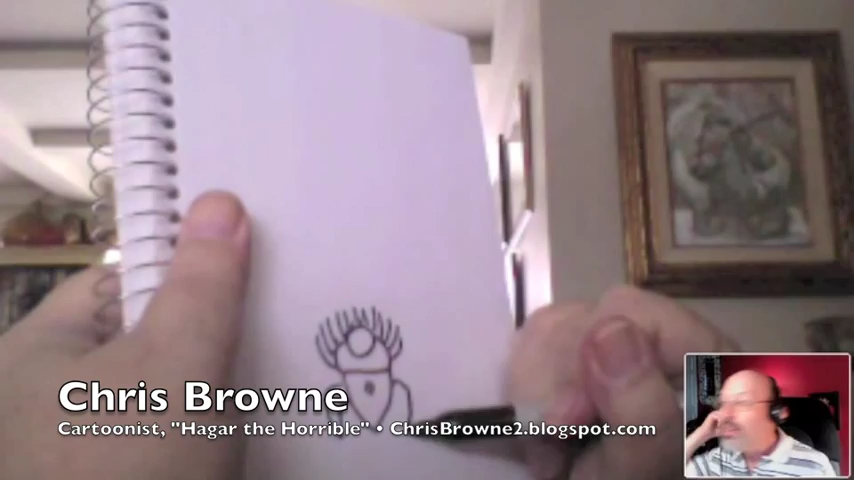 Chris Browne
Cartoonist, "Hagar the Horrible" • ChrisBrowne2.blogspot.com